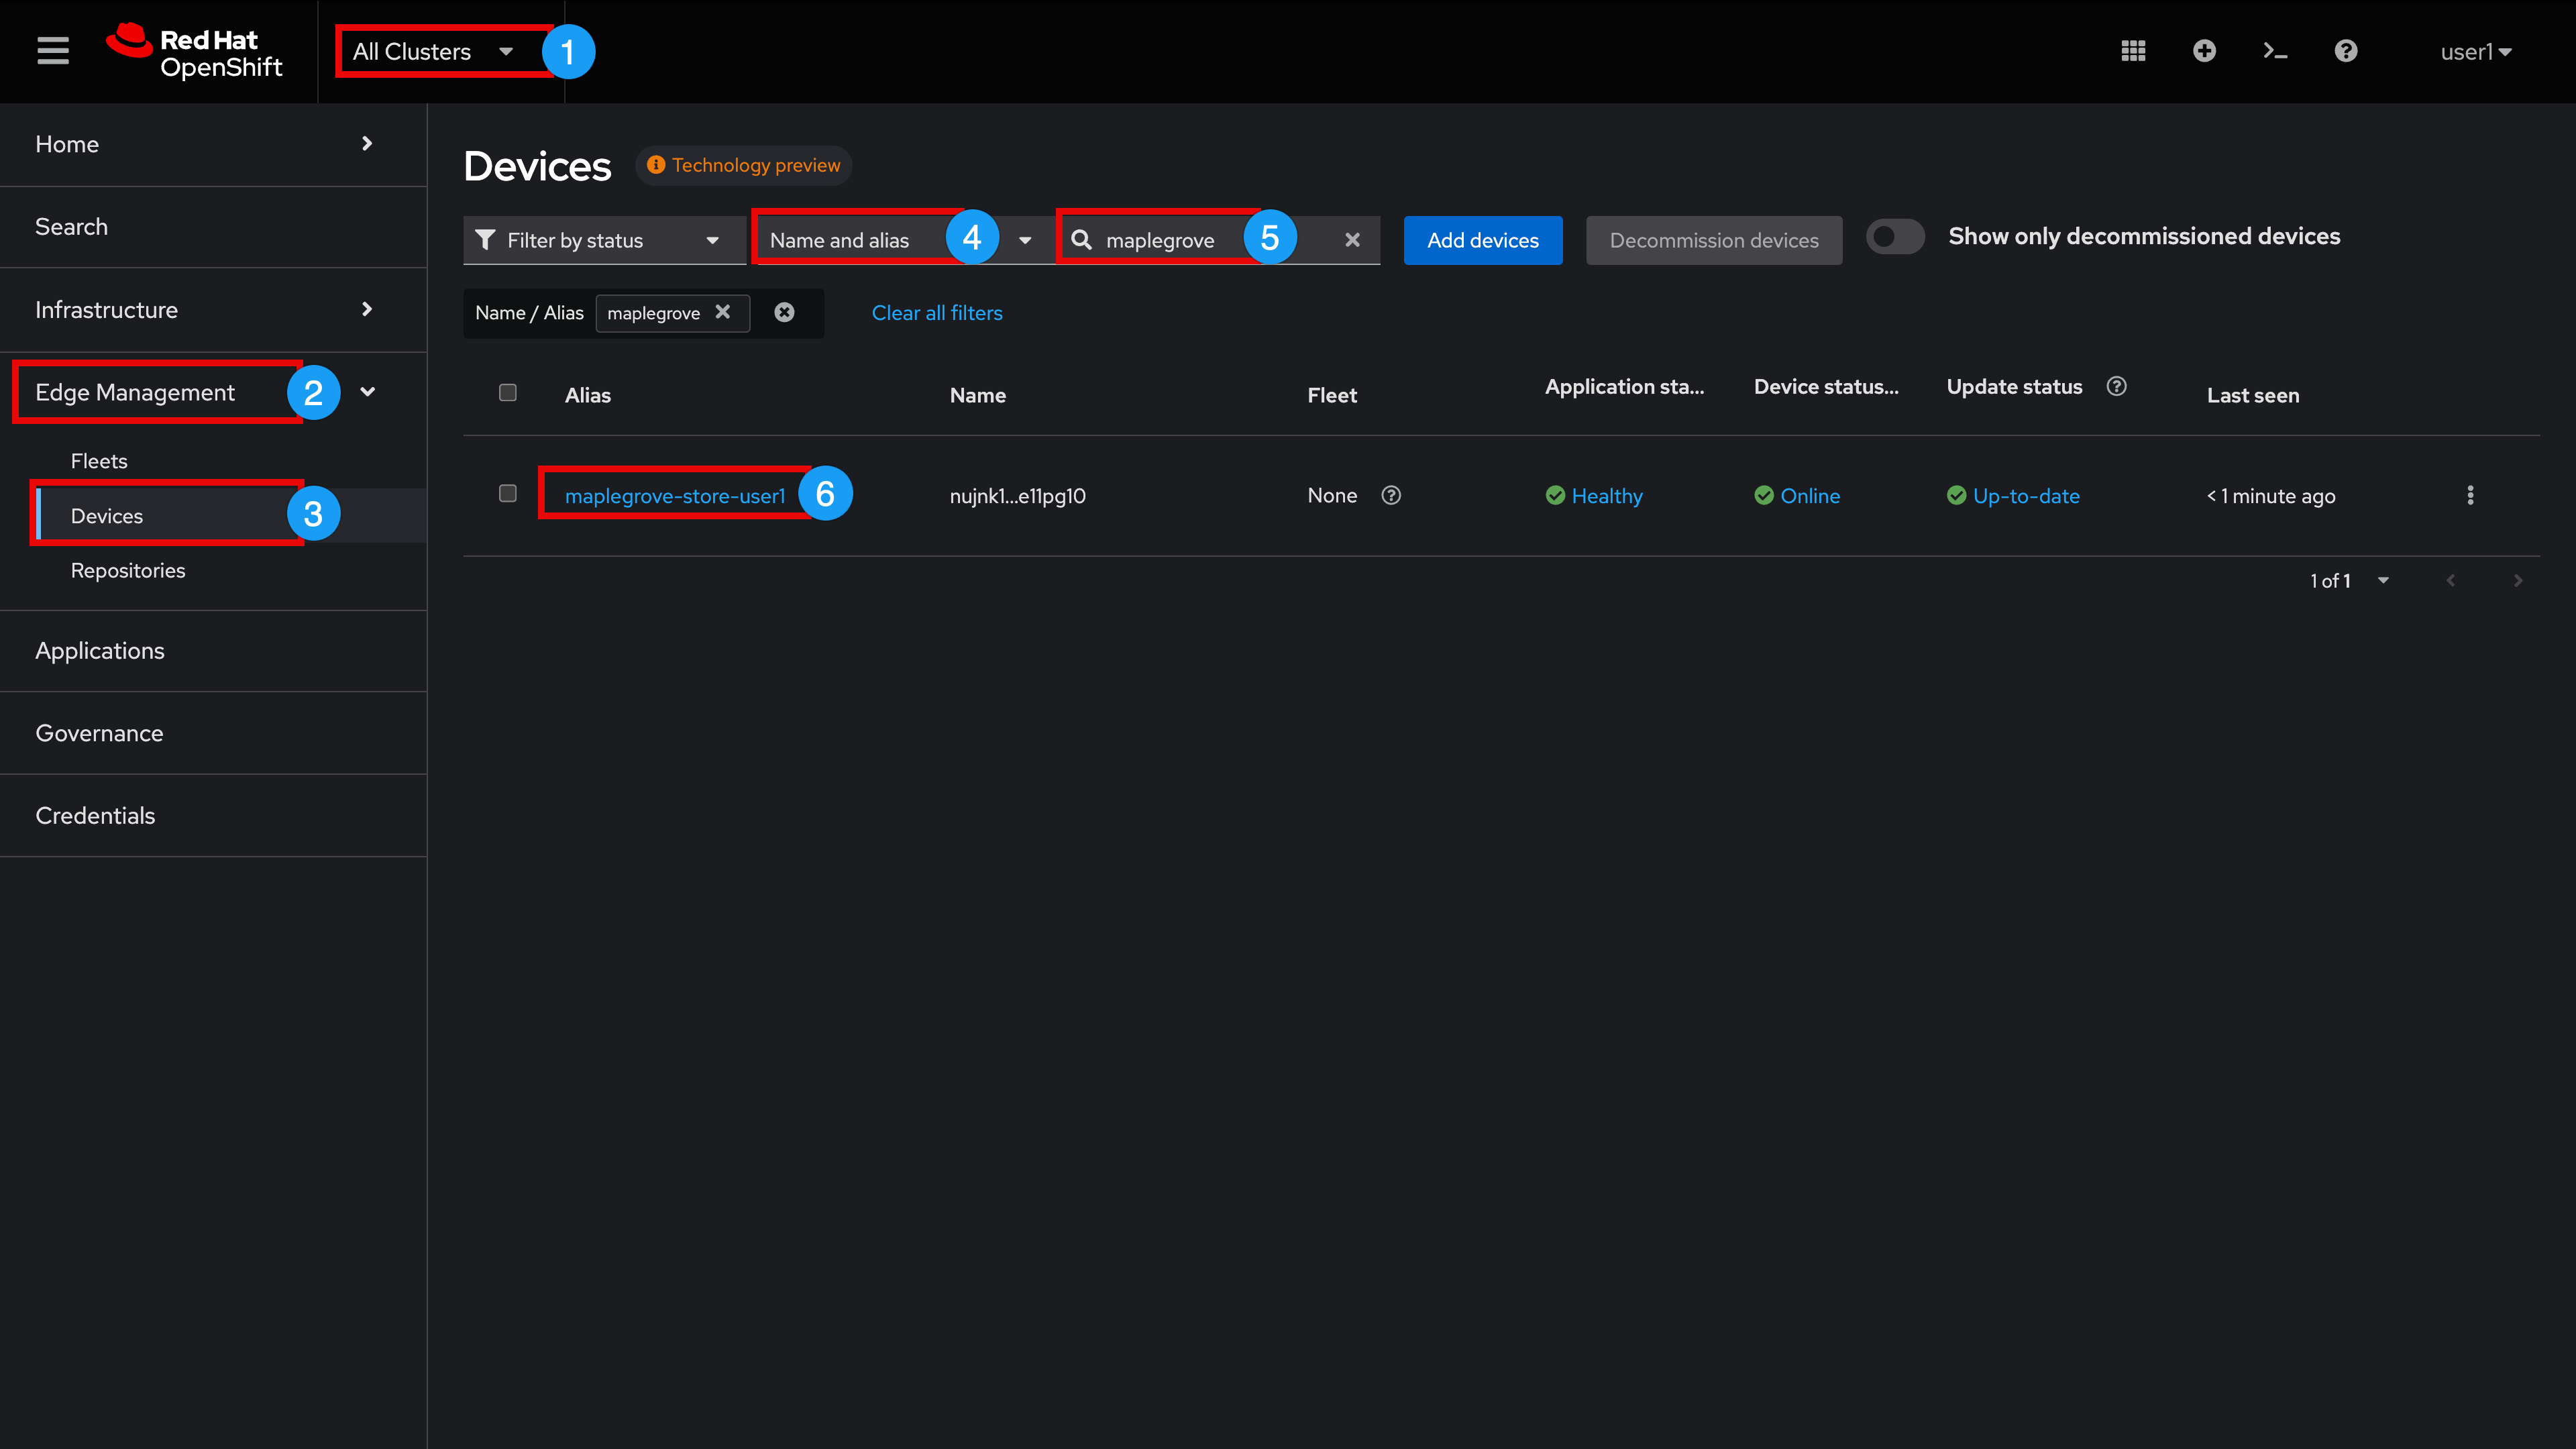 Red Hat
OpenShift
All Clusters 1
user1
Home
Search
Infrastructure
Edge Management 2
Fleets
Devices 3
Repositories
Applications
Governance
Credentials
Devices Technology preview
Filter by status Name and alias 4 maplegrove 5 Add devices Decommission devices Show only decommissioned devices
Name / Alias maplegrove Clear all filters
Alias Name Fleet Application sta... Device status... Update status Last seen
maplegrove-store-user1 6 nujnk1...e11pg10 None Healthy Online Up-to-date < 1 minute ago
1 of 1